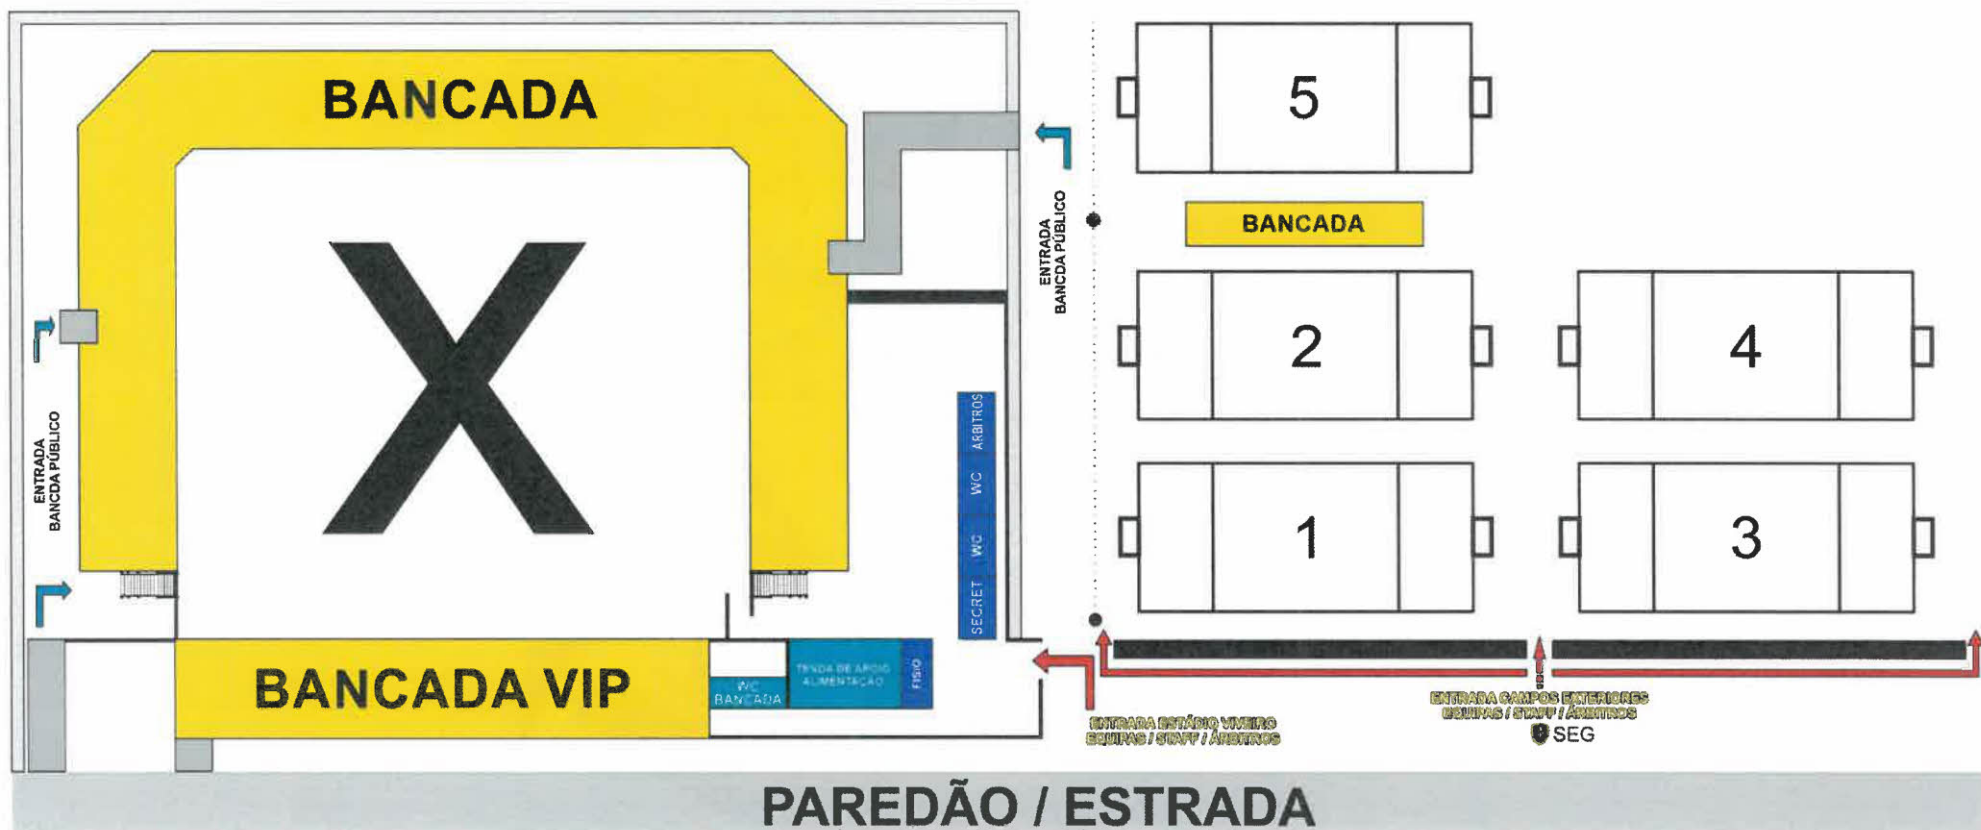 BANCADA
5
BANCADA
ENTRADA
BANCDA PÚBLICO
X
2
4
ENTRADA
BANCDA PÚBLICO
ARBITROS
WC
WC
SECRET
1
3
BANCADA VIP
WC
BANCADA
TENDA DE APOIO
ALIMENTAÇÃO
FISIO
ENTRADA ESTÁDIO VIVEIRO
EQUIPAS / STAFF / ÁRBITROS
ENTRADA CAMPOS EXTERIORES
EQUIPAS / STAFF / ÁRBITROS
SEG
PAREDÃO / ESTRADA